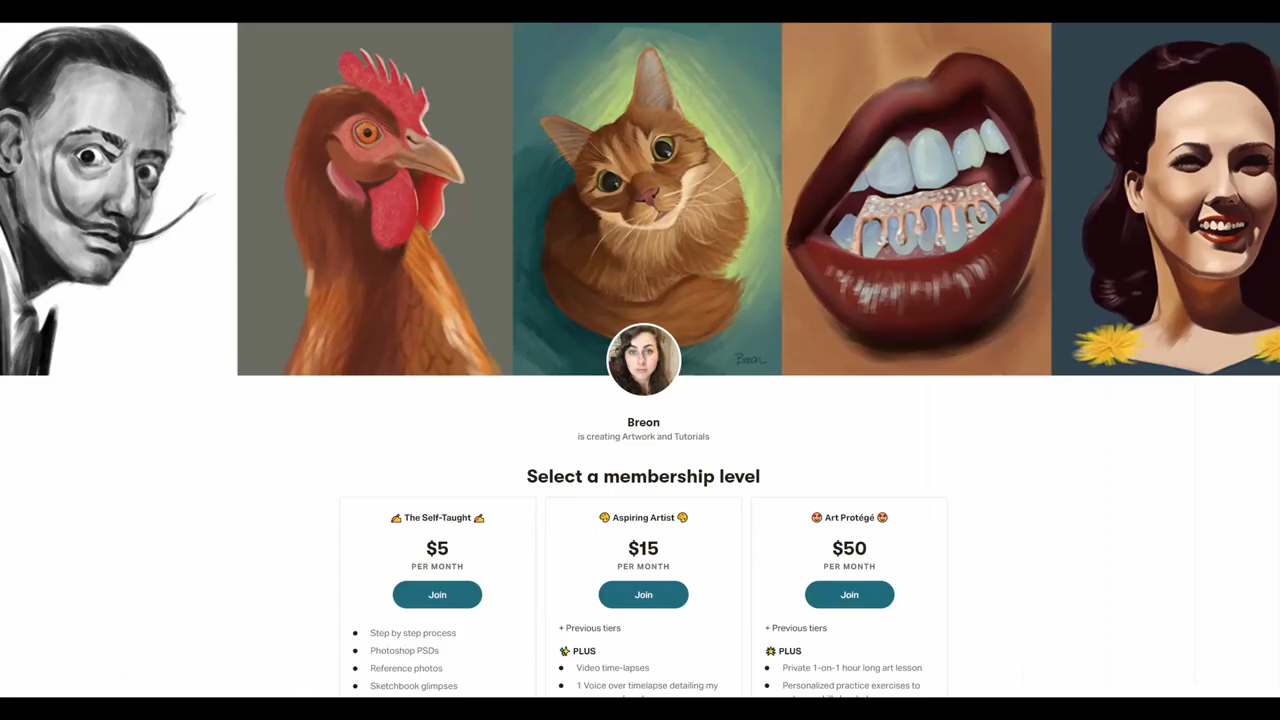 Breon
Breon
is creating Artwork and Tutorials
Select a membership level
The Self-Taught
$5
PER MONTH
Join
Step by step process
Photoshop PSDs
Reference photos
Sketchbook glimpses
Aspiring Artist
$15
PER MONTH
Join
+ Previous tiers
PLUS
Video time-lapses
1 Voice over timelapse detailing my
Art Protégé
$50
PER MONTH
Join
+ Previous tiers
PLUS
Private 1-on-1 hour long art lesson
Personalized practice exercises to